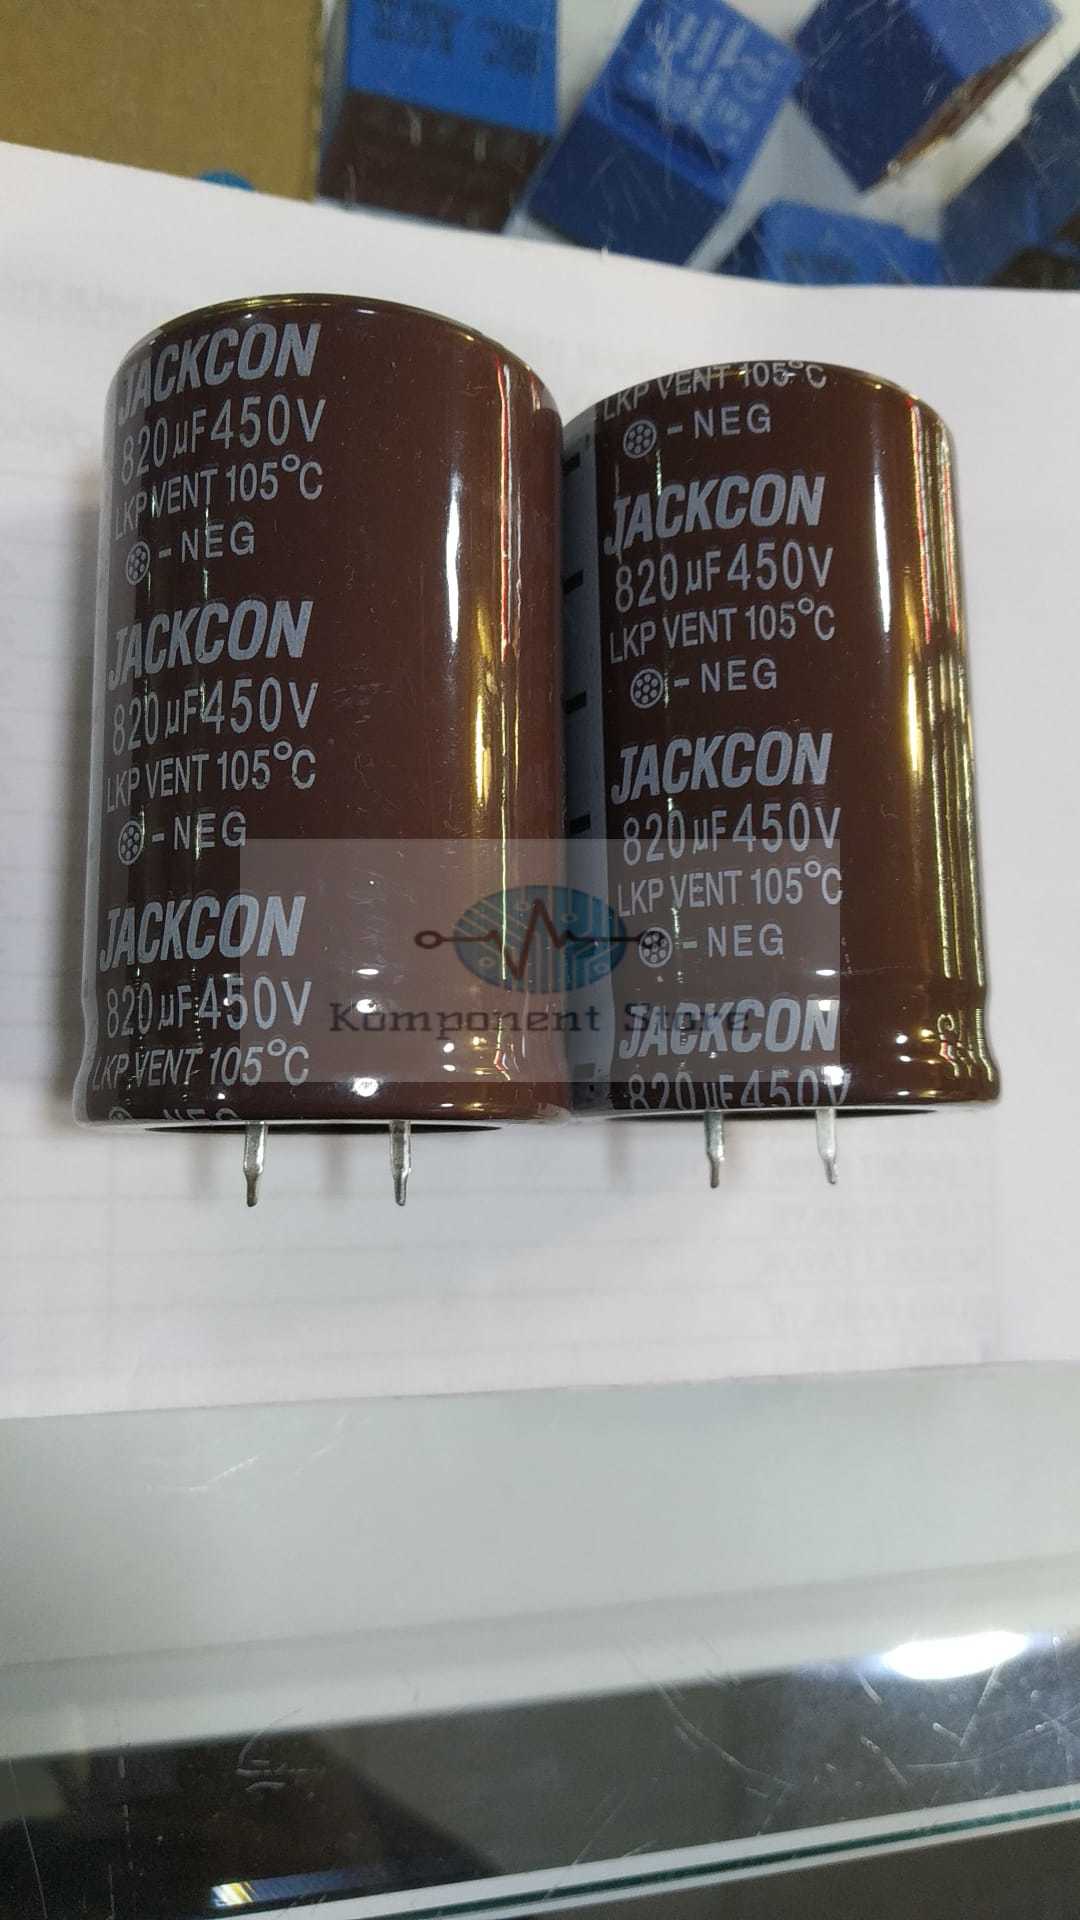 JACKCON
820μF450V
LKP VENT 105°C
-NEG
JACKCON
820μF450V
LKP VENT 105°C
-NEG
JACKCON
820μF450V
LKP VENT 105°C
-NEG
LKP VENT 105°C
-NEG
JACKCON
820μF450V
LKP VENT 105°C
-NEG
JACKCON
820μF450V
LKP VENT 105°C
-NEG
JACKCON
820μF450V
Komponent Store